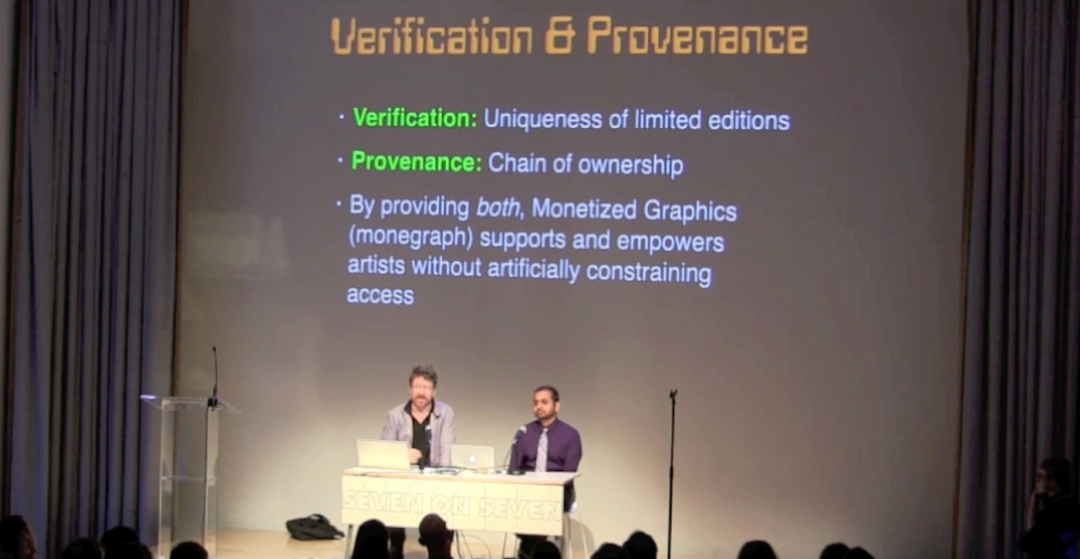 Verification & Provenance
· Verification: Uniqueness of limited editions
· Provenance: Chain of ownership
· By providing both, Monetized Graphics
(monegraph) supports and empowers
artists without artificially constraining
access
SEVEN ON SEVEN